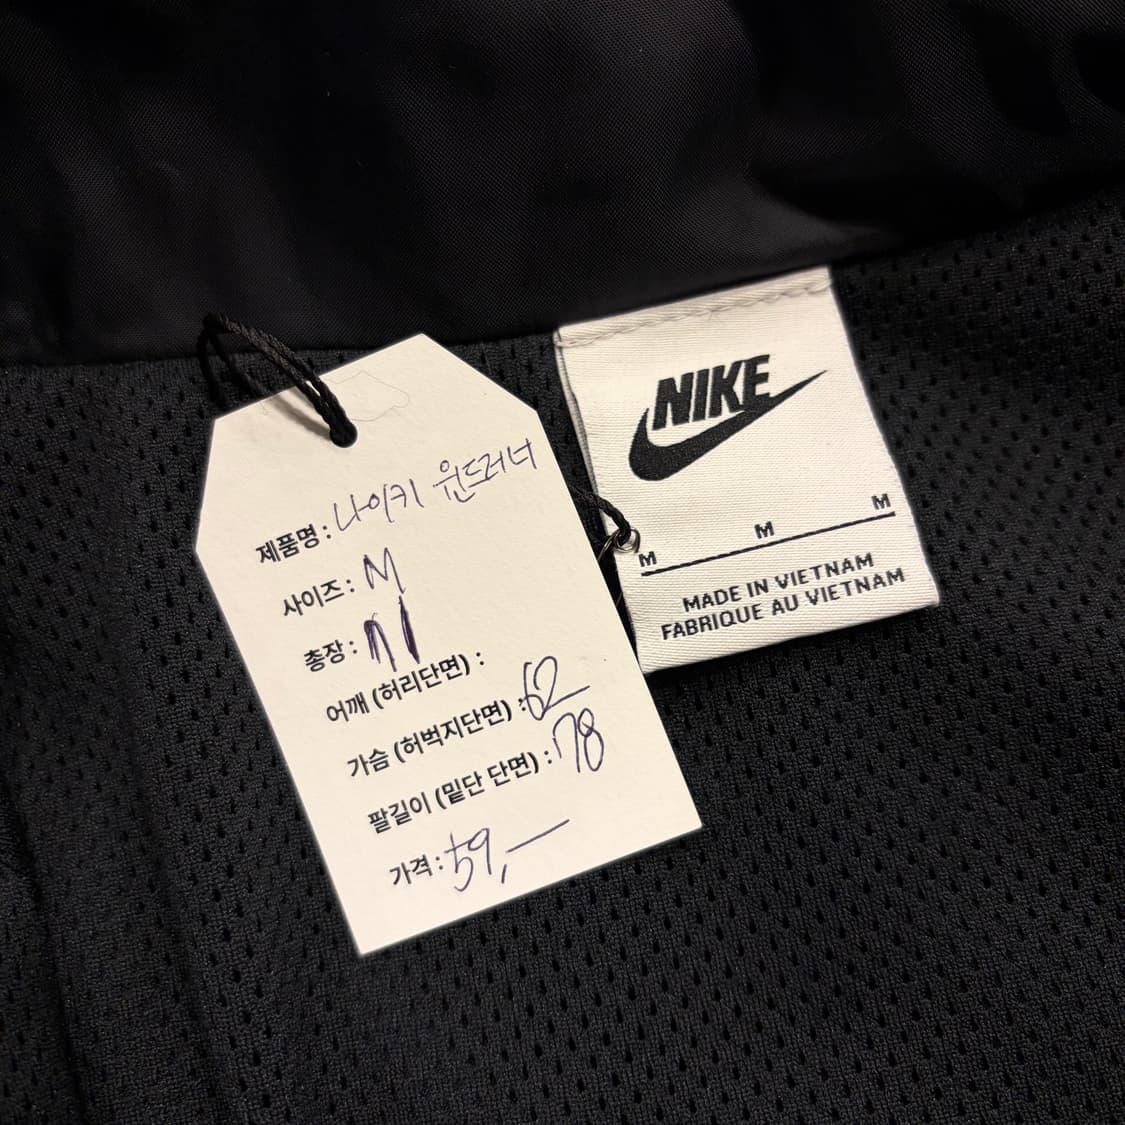 제품명 : 나이키 윈드러너
사이즈 : M
총장 : 71
어깨 (허리단면) :
가슴 (허벅지단면) : 62
팔길이 (밑단 단면) : 78
가격 : 59,—
NIKE
M M M
MADE IN VIETNAM
FABRIQUE AU VIETNAM